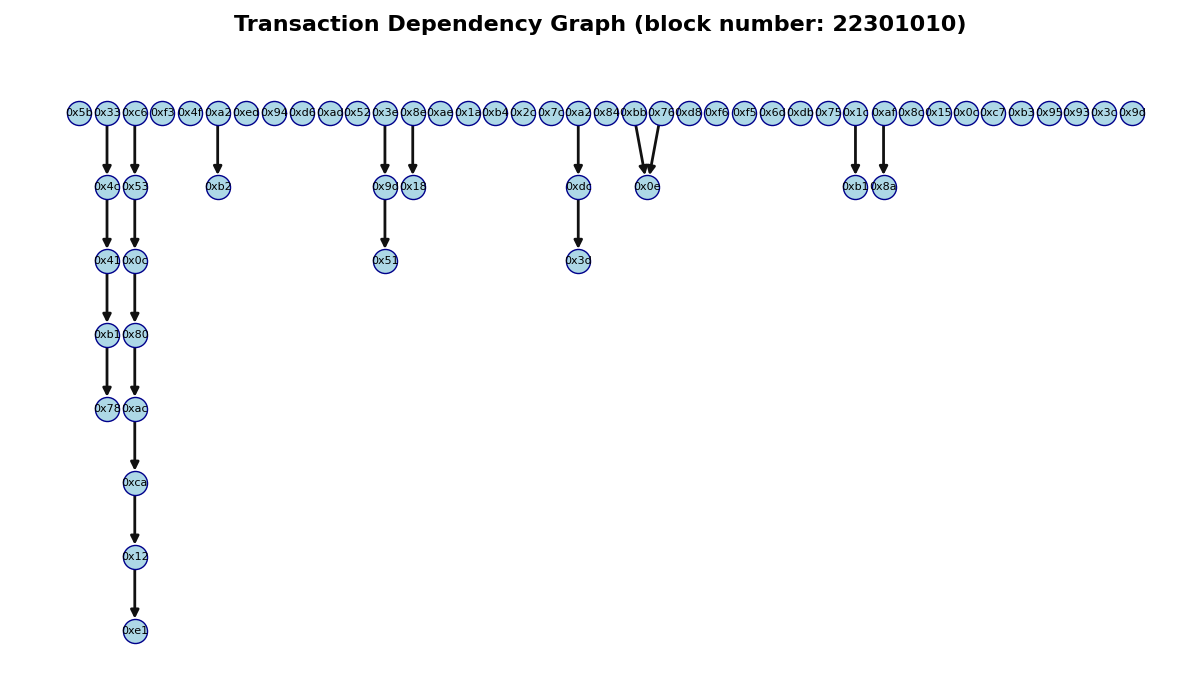 Transaction Dependency Graph (block number: 22301010)
0x5b 0x33 0xc6 0xf3 0x4f 0xa2 0xed 0x94 0xd6 0xad 0x52 0x3e 0x8e 0xae 0x1a 0xb4 0x2c 0x7c 0xa2 0x84 0xbb 0x76 0xd8 0xf6 0xf5 0x6c 0xdb 0x75 0x1c 0xaf 0x8c 0x15 0x0c 0xc7 0xb3 0x95 0x93 0x3c 0x9d
0x4c 0x53 0xb2 0x9c 0x18 0xdc 0x0e 0xb1 0x8a
0x41 0x0c 0x51 0x3d
0xb1 0x80
0x78 0xac
0xca
0x12
0xe1